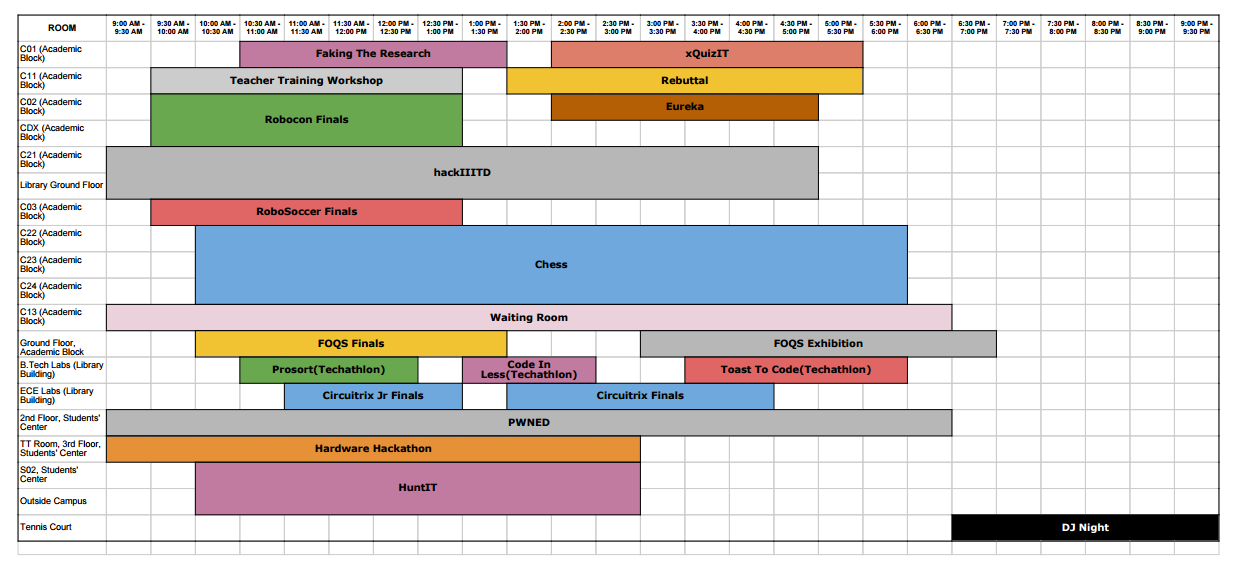 ROOM
9:00 AM - 9:30 AM
9:30 AM - 10:00 AM
10:00 AM - 10:30 AM
10:30 AM - 11:00 AM
11:00 AM - 11:30 AM
11:30 AM - 12:00 PM
12:00 PM - 12:30 PM
12:30 PM - 1:00 PM
1:00 PM - 1:30 PM
1:30 PM - 2:00 PM
2:00 PM - 2:30 PM
2:30 PM - 3:00 PM
3:00 PM - 3:30 PM
3:30 PM - 4:00 PM
4:00 PM - 4:30 PM
4:30 PM - 5:00 PM
5:00 PM - 5:30 PM
5:30 PM - 6:00 PM
6:00 PM - 6:30 PM
6:30 PM - 7:00 PM
7:00 PM - 7:30 PM
7:30 PM - 8:00 PM
8:00 PM - 8:30 PM
8:30 PM - 9:00 PM
9:00 PM - 9:30 PM
C01 (Academic
Block)
Faking The Research
xQuizIT
C11 (Academic
Block)
Teacher Training Workshop
Rebuttal
C02 (Academic
Block)
Robocon Finals
Eureka
CDX (Academic
Block)
C21 (Academic
Block)
hackIIITD
Library Ground Floor
C03 (Academic
Block)
RoboSoccer Finals
C22 (Academic
Block)
C23 (Academic
Block)
Chess
C24 (Academic
Block)
C13 (Academic
Block)
Waiting Room
Ground Floor,
Academic Block
FOQS Finals
FOQS Exhibition
B.Tech Labs (Library
Building)
Prosort(Techathlon)
Code In
Less(Techathlon)
Toast To Code(Techathlon)
ECE Labs (Library
Building)
Circuitrix Jr Finals
Circuitrix Finals
2nd Floor, Students'
Center
PWNED
TT Room, 3rd Floor,
Students' Center
Hardware Hackathon
S02, Students'
Center
HuntIT
Outside Campus
Tennis Court
DJ Night